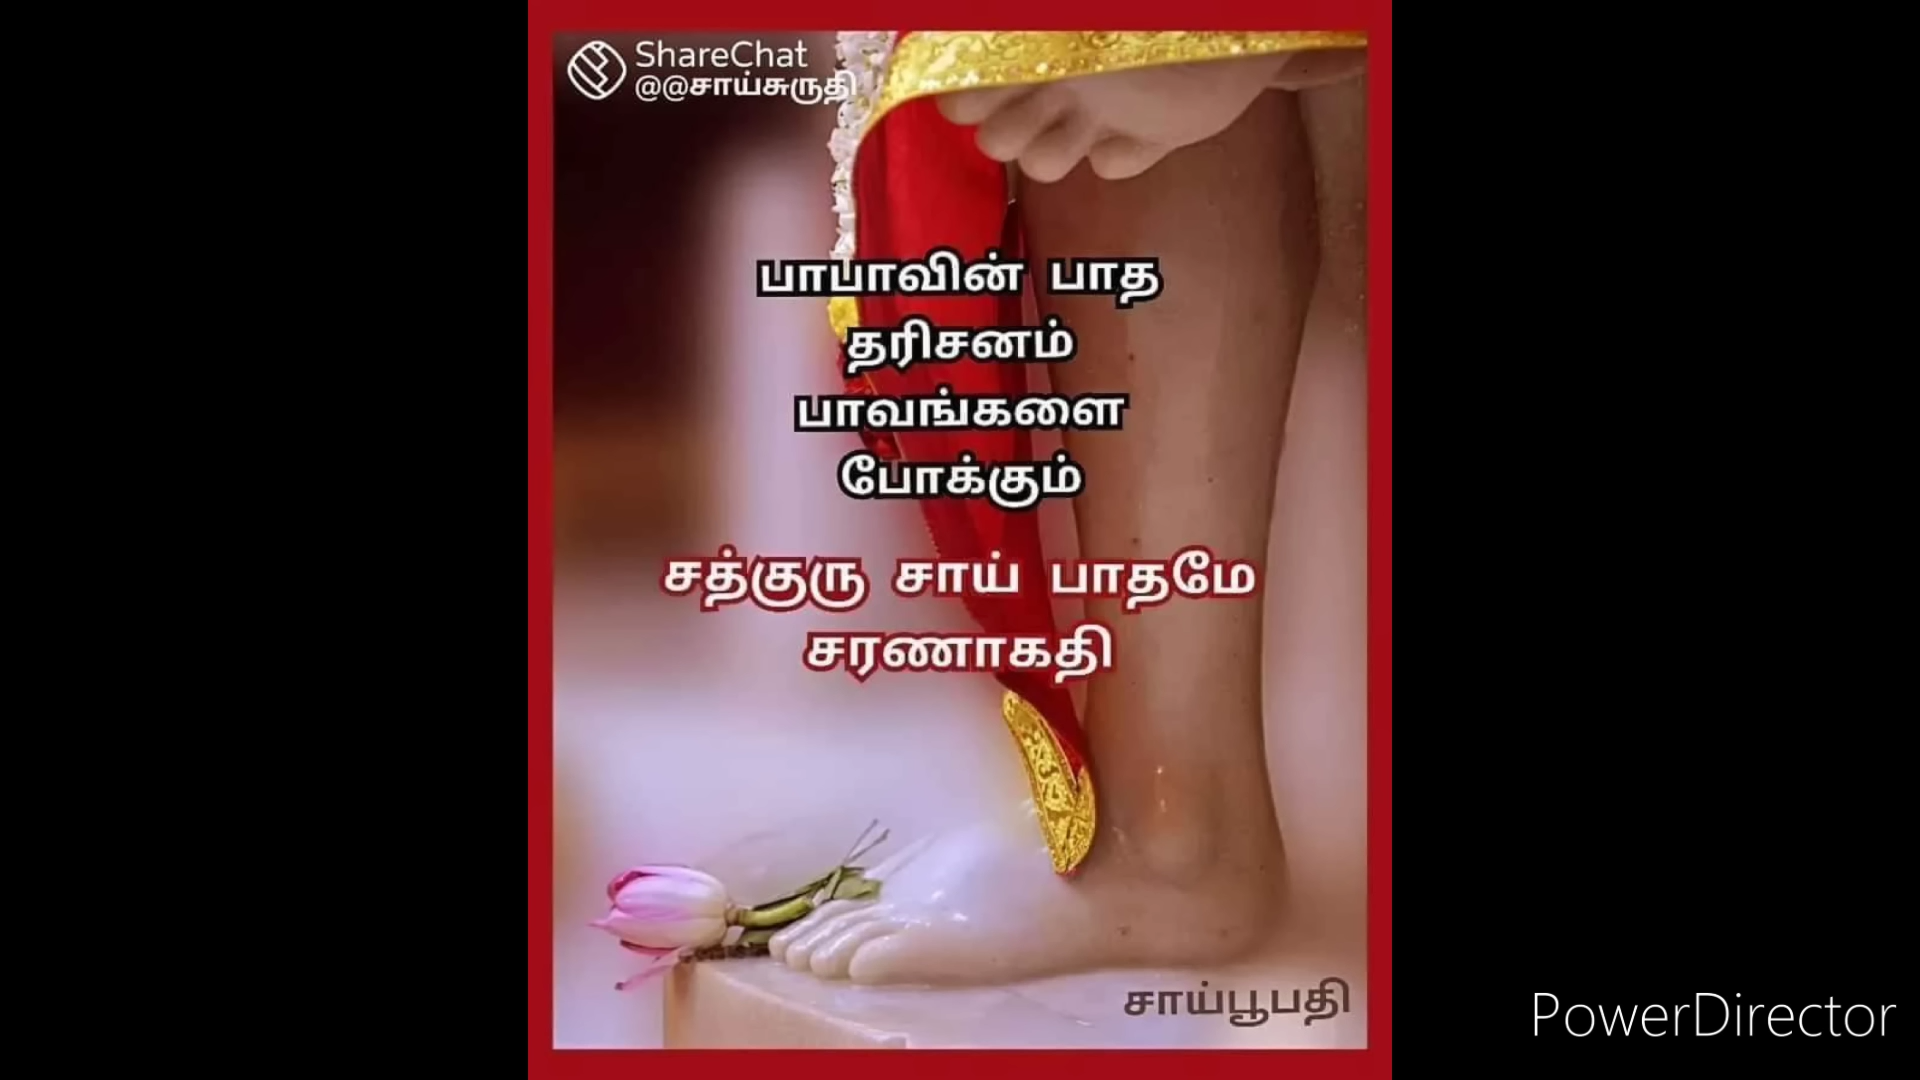 ShareChat
@@சாய்சுருதி
பாபாவின் பாத
தரிசனம்
பாவங்களை
போக்கும்
சத்குரு சாய் பாதமே
சரணாகதி
சாய்பூபதி
PowerDirector